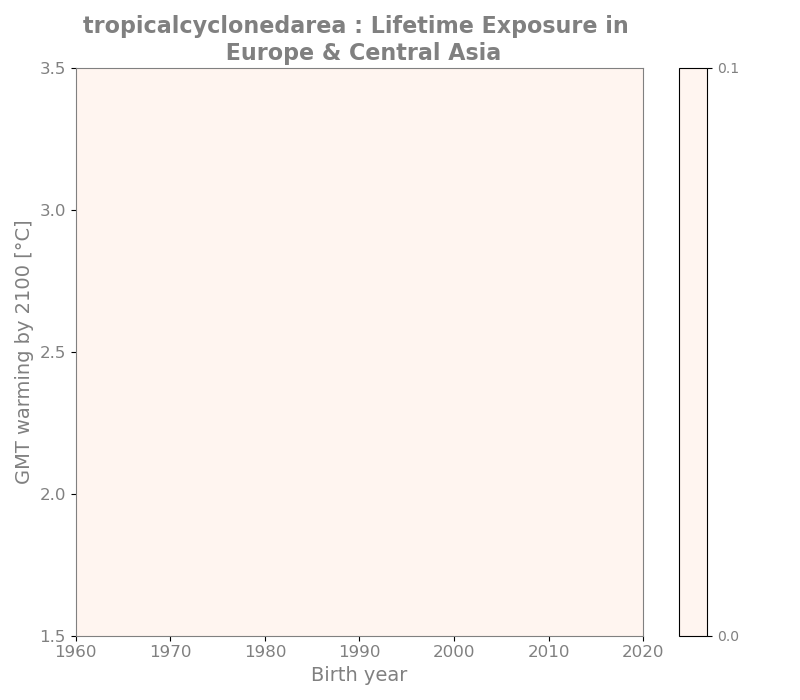 tropicalcyclonedarea : Lifetime Exposure in
Europe & Central Asia
3.5
3.0
2.5
2.0
1.5
GMT warming by 2100 [°C]
1960 1970 1980 1990 2000 2010 2020
Birth year
0.1
0.0